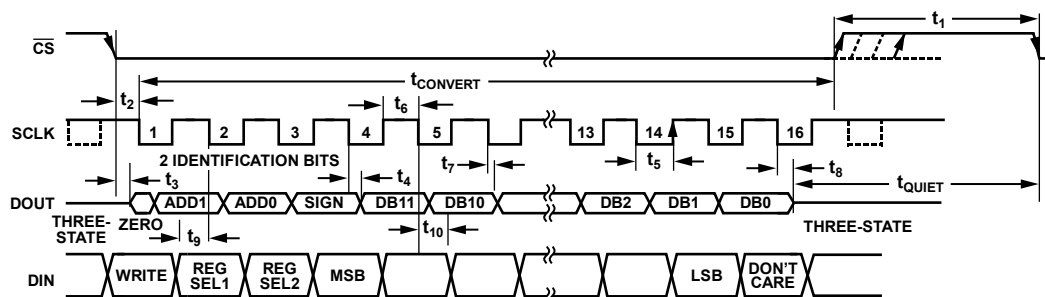 t1
CS
tCONVERT
t2
t6
SCLK
1 2 3 4 5 13 14 15 16
2 IDENTIFICATION BITS
t3 t4 t7 t5 t8
tQUIET
DOUT
ADD1 ADD0 SIGN DB11 DB10 DB2 DB1 DB0
THREE-STATE
ZERO
THREE-STATE
t9 t10
DIN
WRITE
REG SEL1
REG SEL2
MSB
LSB
DON'T CARE